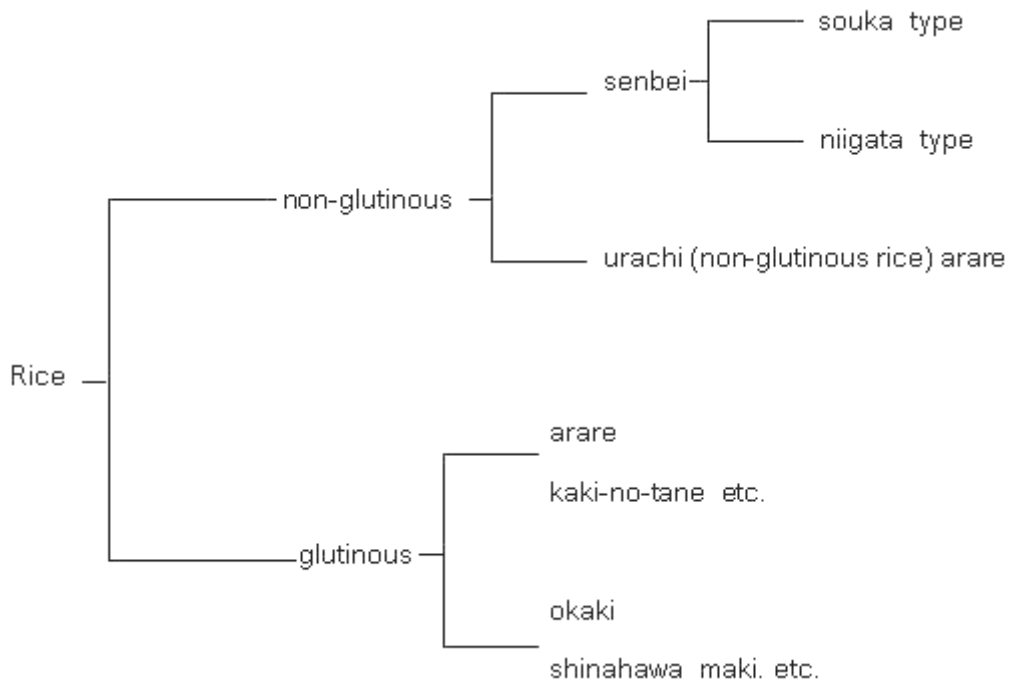 souka type
senbei
niigata type
non-glutinous
urachi (non-glutinous rice) arare
Rice
arare
kaki-no-tane etc.
glutinous
okaki
shinahawa maki. etc.